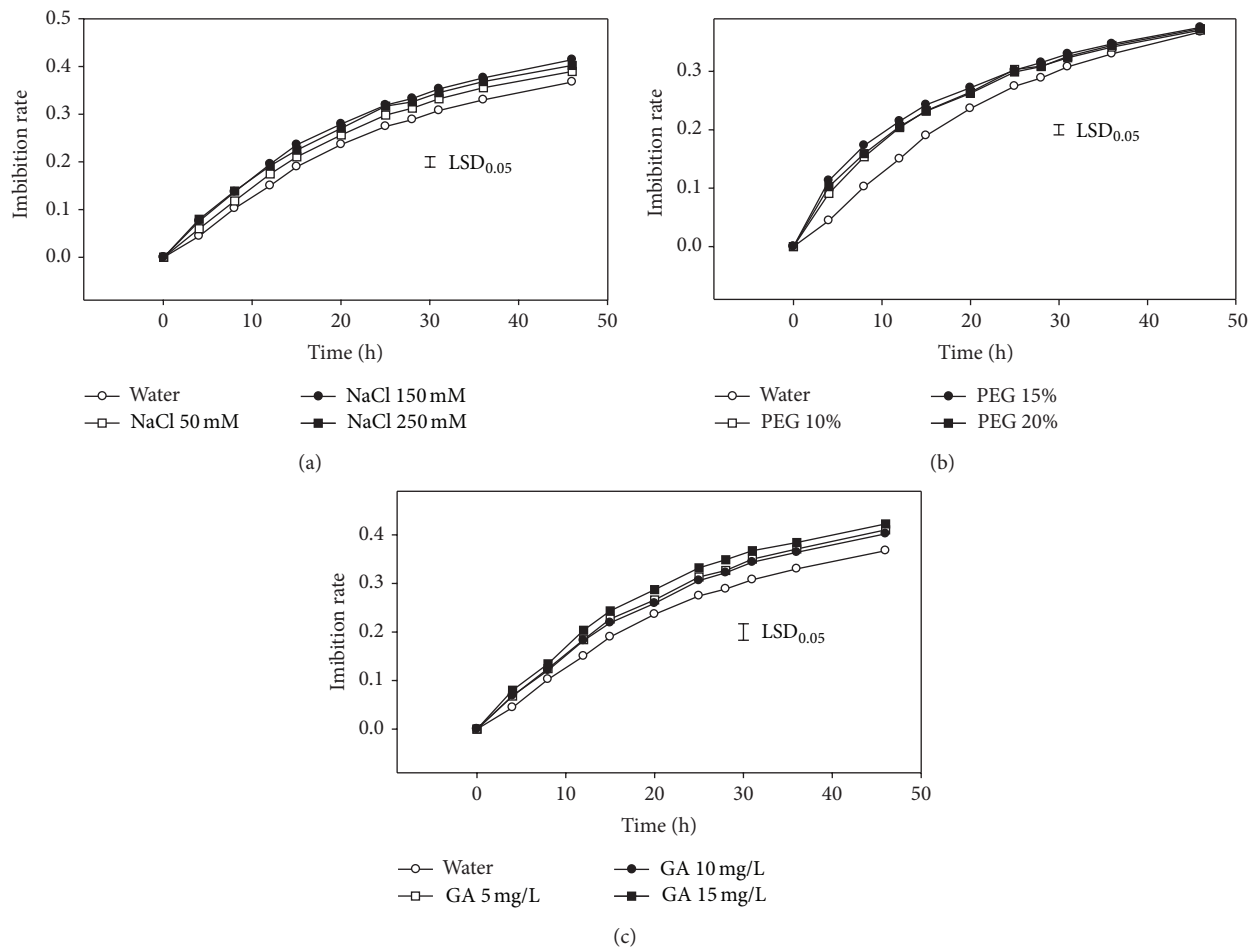 0.5
0.4
0.3
0.2
0.1
0.0
Imbibition rate
LSD0.05
0 10 20 30 40 50
Time (h)
Water NaCl 150 mM
NaCl 50 mM NaCl 250 mM
(a)
0.3
0.2
0.1
0.0
Imbibition rate
LSD0.05
0 10 20 30 40 50
Time (h)
Water PEG 15%
PEG 10% PEG 20%
(b)
0.4
0.3
0.2
0.1
0.0
Imibition rate
LSD0.05
0 10 20 30 40 50
Time (h)
Water GA 10 mg/L
GA 5 mg/L GA 15 mg/L
(c)